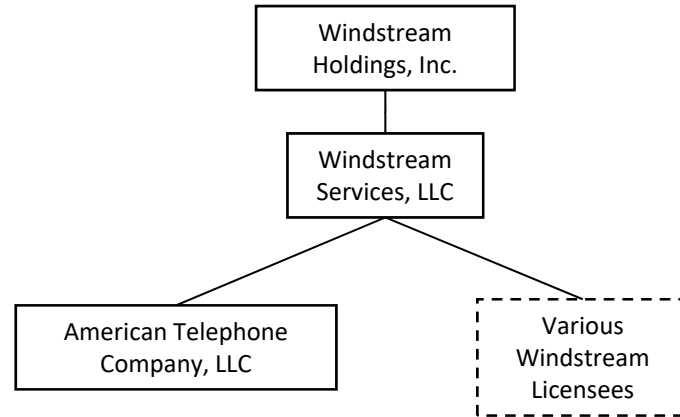 Windstream
Holdings, Inc.
Windstream
Services, LLC
American Telephone
Company, LLC
Various
Windstream
Licensees